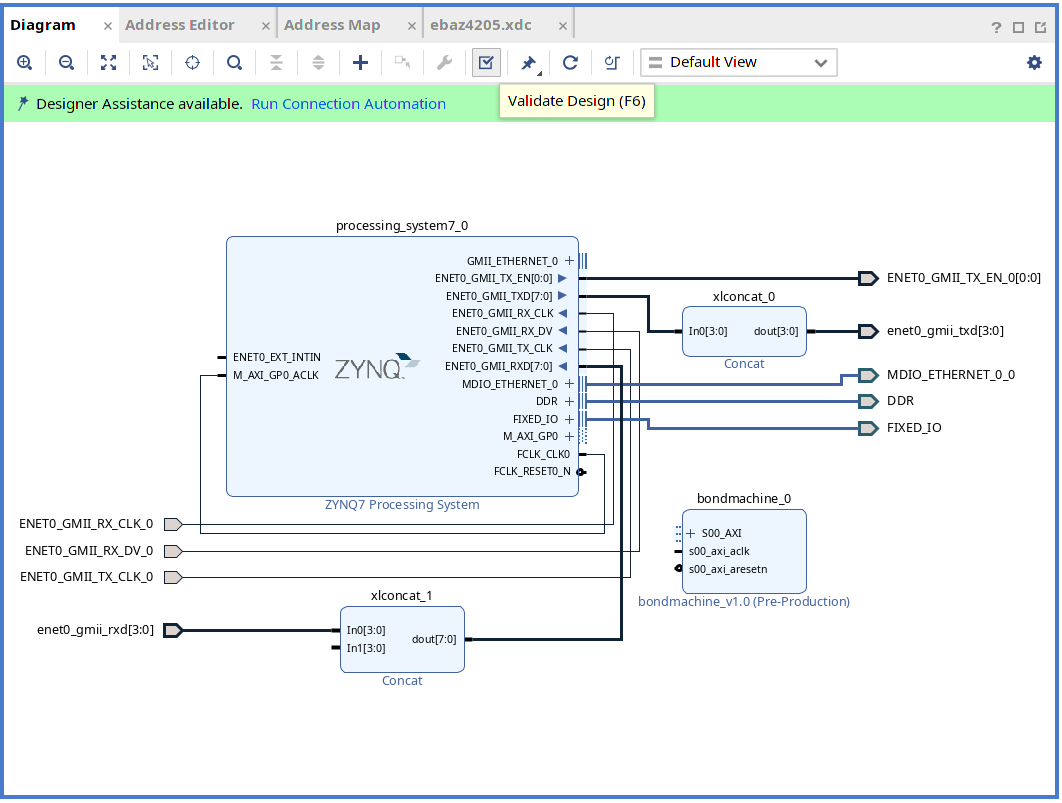 Diagram × Address Editor × Address Map × ebaz4205.xdc ×
?
Default View
Designer Assistance available. Run Connection Automation
Validate Design (F6)
processing_system7_0
GMII_ETHERNET_0
ENET0_GMII_TX_EN[0:0]
ENET0_GMII_TXD[7:0]
ENET0_GMII_RX_CLK
ENET0_GMII_RX_DV
ENET0_GMII_TX_CLK
ENET0_GMII_RXD[7:0]
MDIO_ETHERNET_0
DDR
FIXED_IO
M_AXI_GP0
FCLK_CLK0
FCLK_RESET0_N
ENET0_EXT_INTIN
M_AXI_GP0_ACLK
ZYNQ
ZYNQ7 Processing System
xlconcat_0
In0[3:0] dout[3:0]
Concat
ENET0_GMII_TX_EN_0[0:0]
enet0_gmii_txd[3:0]
MDIO_ETHERNET_0_0
DDR
FIXED_IO
bondmachine_0
S00_AXI
s00_axi_aclk
s00_axi_aresetn
bondmachine_v1.0 (Pre-Production)
ENET0_GMII_RX_CLK_0
ENET0_GMII_RX_DV_0
ENET0_GMII_TX_CLK_0
enet0_gmii_rxd[3:0]
xlconcat_1
In0[3:0]
In1[3:0]
dout[7:0]
Concat